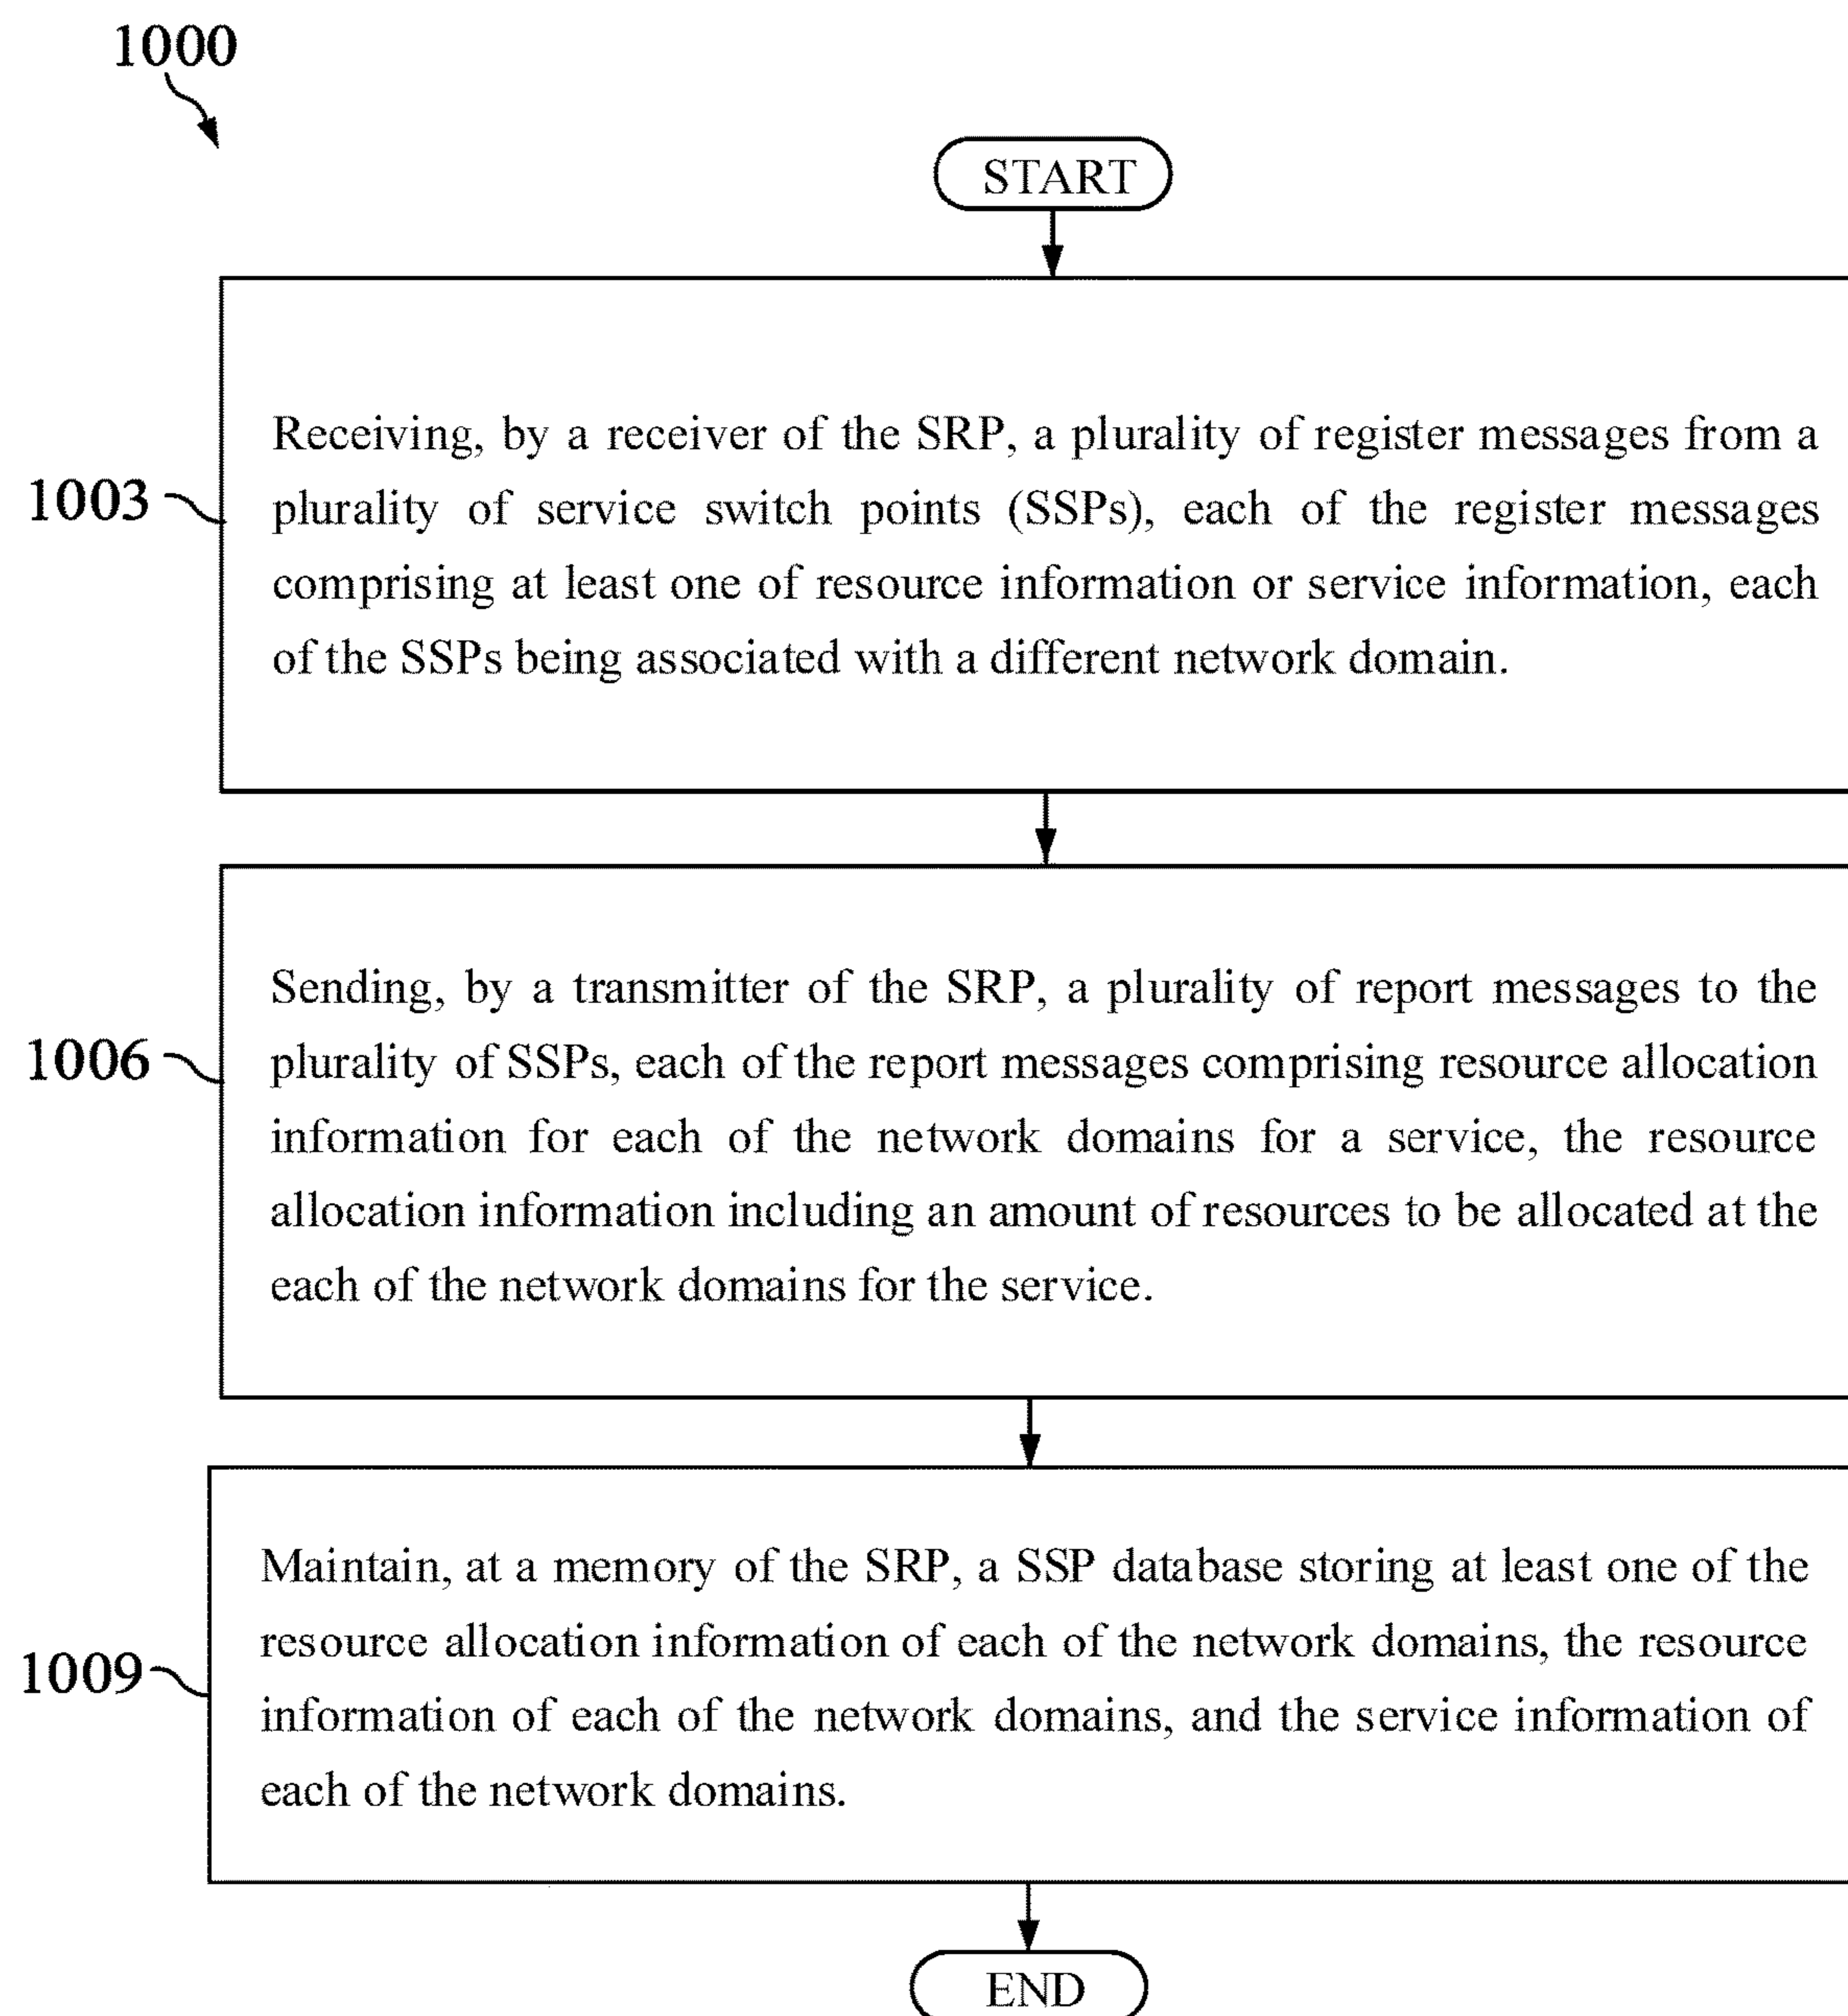 1000
START
1003
Receiving, by a receiver of the SRP, a plurality of register messages from a
plurality of service switch points (SSPs), each of the register messages
comprising at least one of resource information or service information, each
of the SSPs being associated with a different network domain.
1006
Sending, by a transmitter of the SRP, a plurality of report messages to the
plurality of SSPs, each of the report messages comprising resource allocation
information for each of the network domains for a service, the resource
allocation information including an amount of resources to be allocated at the
each of the network domains for the service.
1009
Maintain, at a memory of the SRP, a SSP database storing at least one of the
resource allocation information of each of the network domains, the resource
information of each of the network domains, and the service information of
each of the network domains.
END